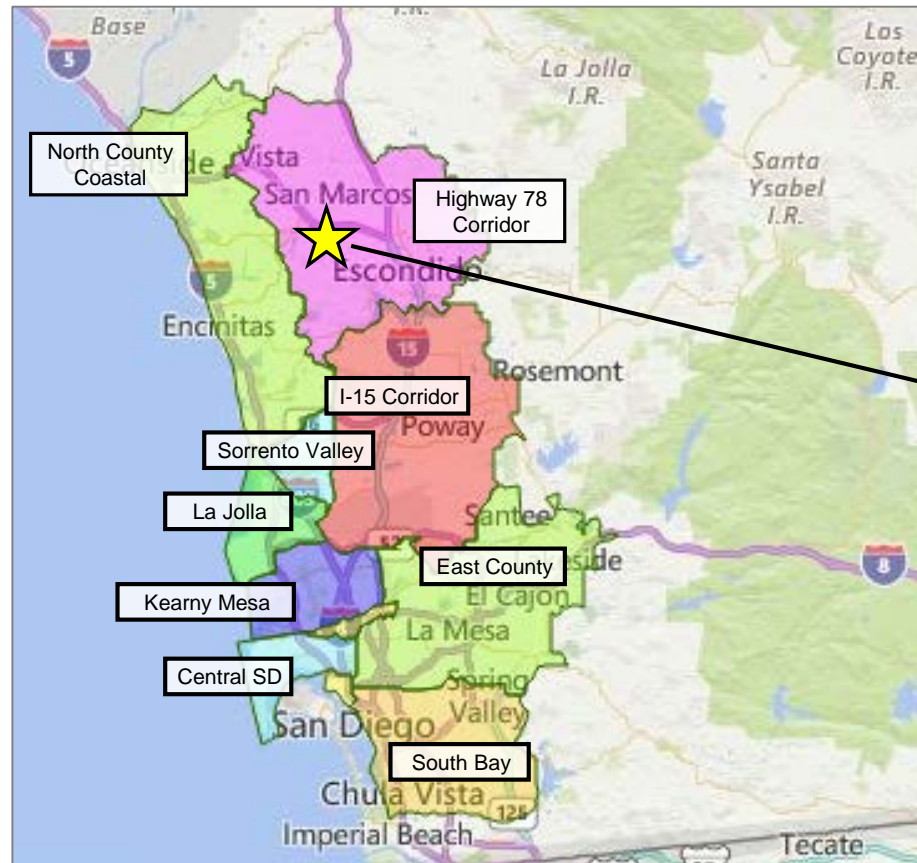 Base
5
Los
Coyote
I.R.
La Jolla
I.R.
North County
Coastal
Vista
Santa
Ysabel
I.R.
San Marcos
Highway 78
Corridor
Escondido
5
Encinitas
15
Rosemont
I-15 Corridor
Poway
Sorrento Valley
La Jolla
Santee
52
East County
8
El Cajon
Kearny Mesa
La Mesa
Central SD
Spring
Valley
San Diego
South Bay
Chula Vista
125
Imperial Beach
Tecate